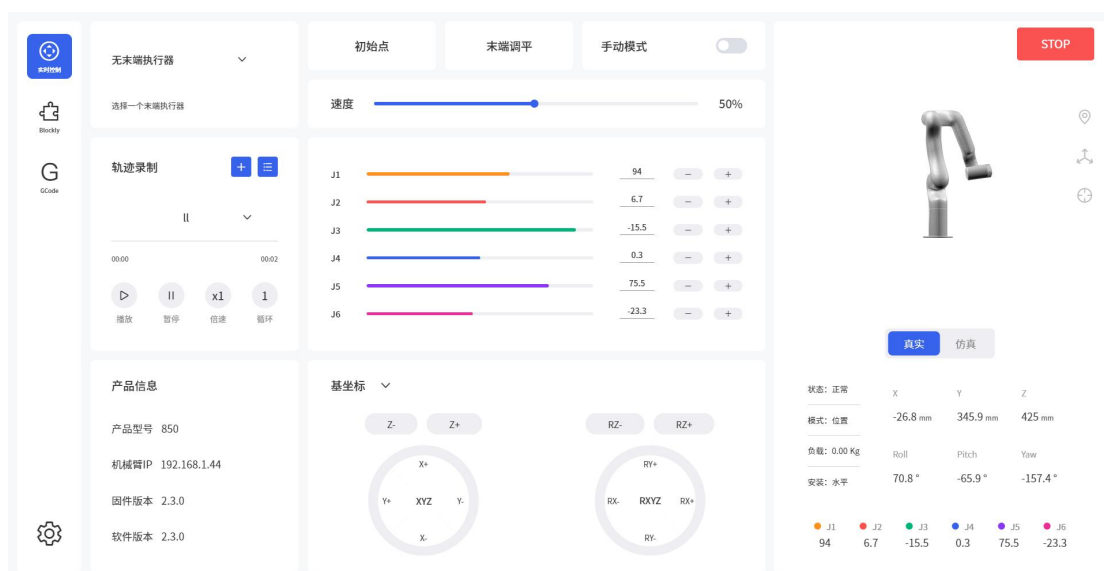 实时控制
Blockly
GCode
无末端执行器
选择一个末端执行器
轨迹录制
ll
00:00 00:02
x1 1
播放 暂停 倍速 循环
产品信息
产品型号 850
机械臂IP 192.168.1.44
固件版本 2.3.0
软件版本 2.3.0
初始点 末端调平 手动模式
速度 50%
J1 94 - +
J2 6.7 - +
J3 -15.5 - +
J4 0.3 - +
J5 75.5 - +
J6 -23.3 - +
基坐标
Z- Z+ RZ- RZ+
X+ RY+
Y+ XYZ Y- RX- RXYZ RX+
X- RY-
STOP
真实 仿真
状态：正常
模式：位置
负载：0.00 Kg
安装：水平
X Y Z
-26.8 mm 345.9 mm 425 mm
Roll Pitch Yaw
70.8 ° -65.9 ° -157.4 °
J1 J2 J3 J4 J5 J6
94 6.7 -15.5 0.3 75.5 -23.3